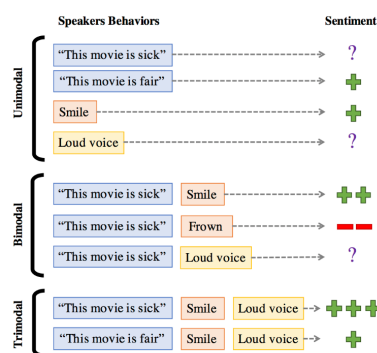 Speakers Behaviors Sentiment
Unimodal
“This movie is sick” ?
“This movie is fair”
Smile
Loud voice ?
Bimodal
“This movie is sick” Smile
“This movie is sick” Frown
“This movie is sick” Loud voice ?
Trimodal
“This movie is sick” Smile Loud voice
“This movie is fair” Smile Loud voice